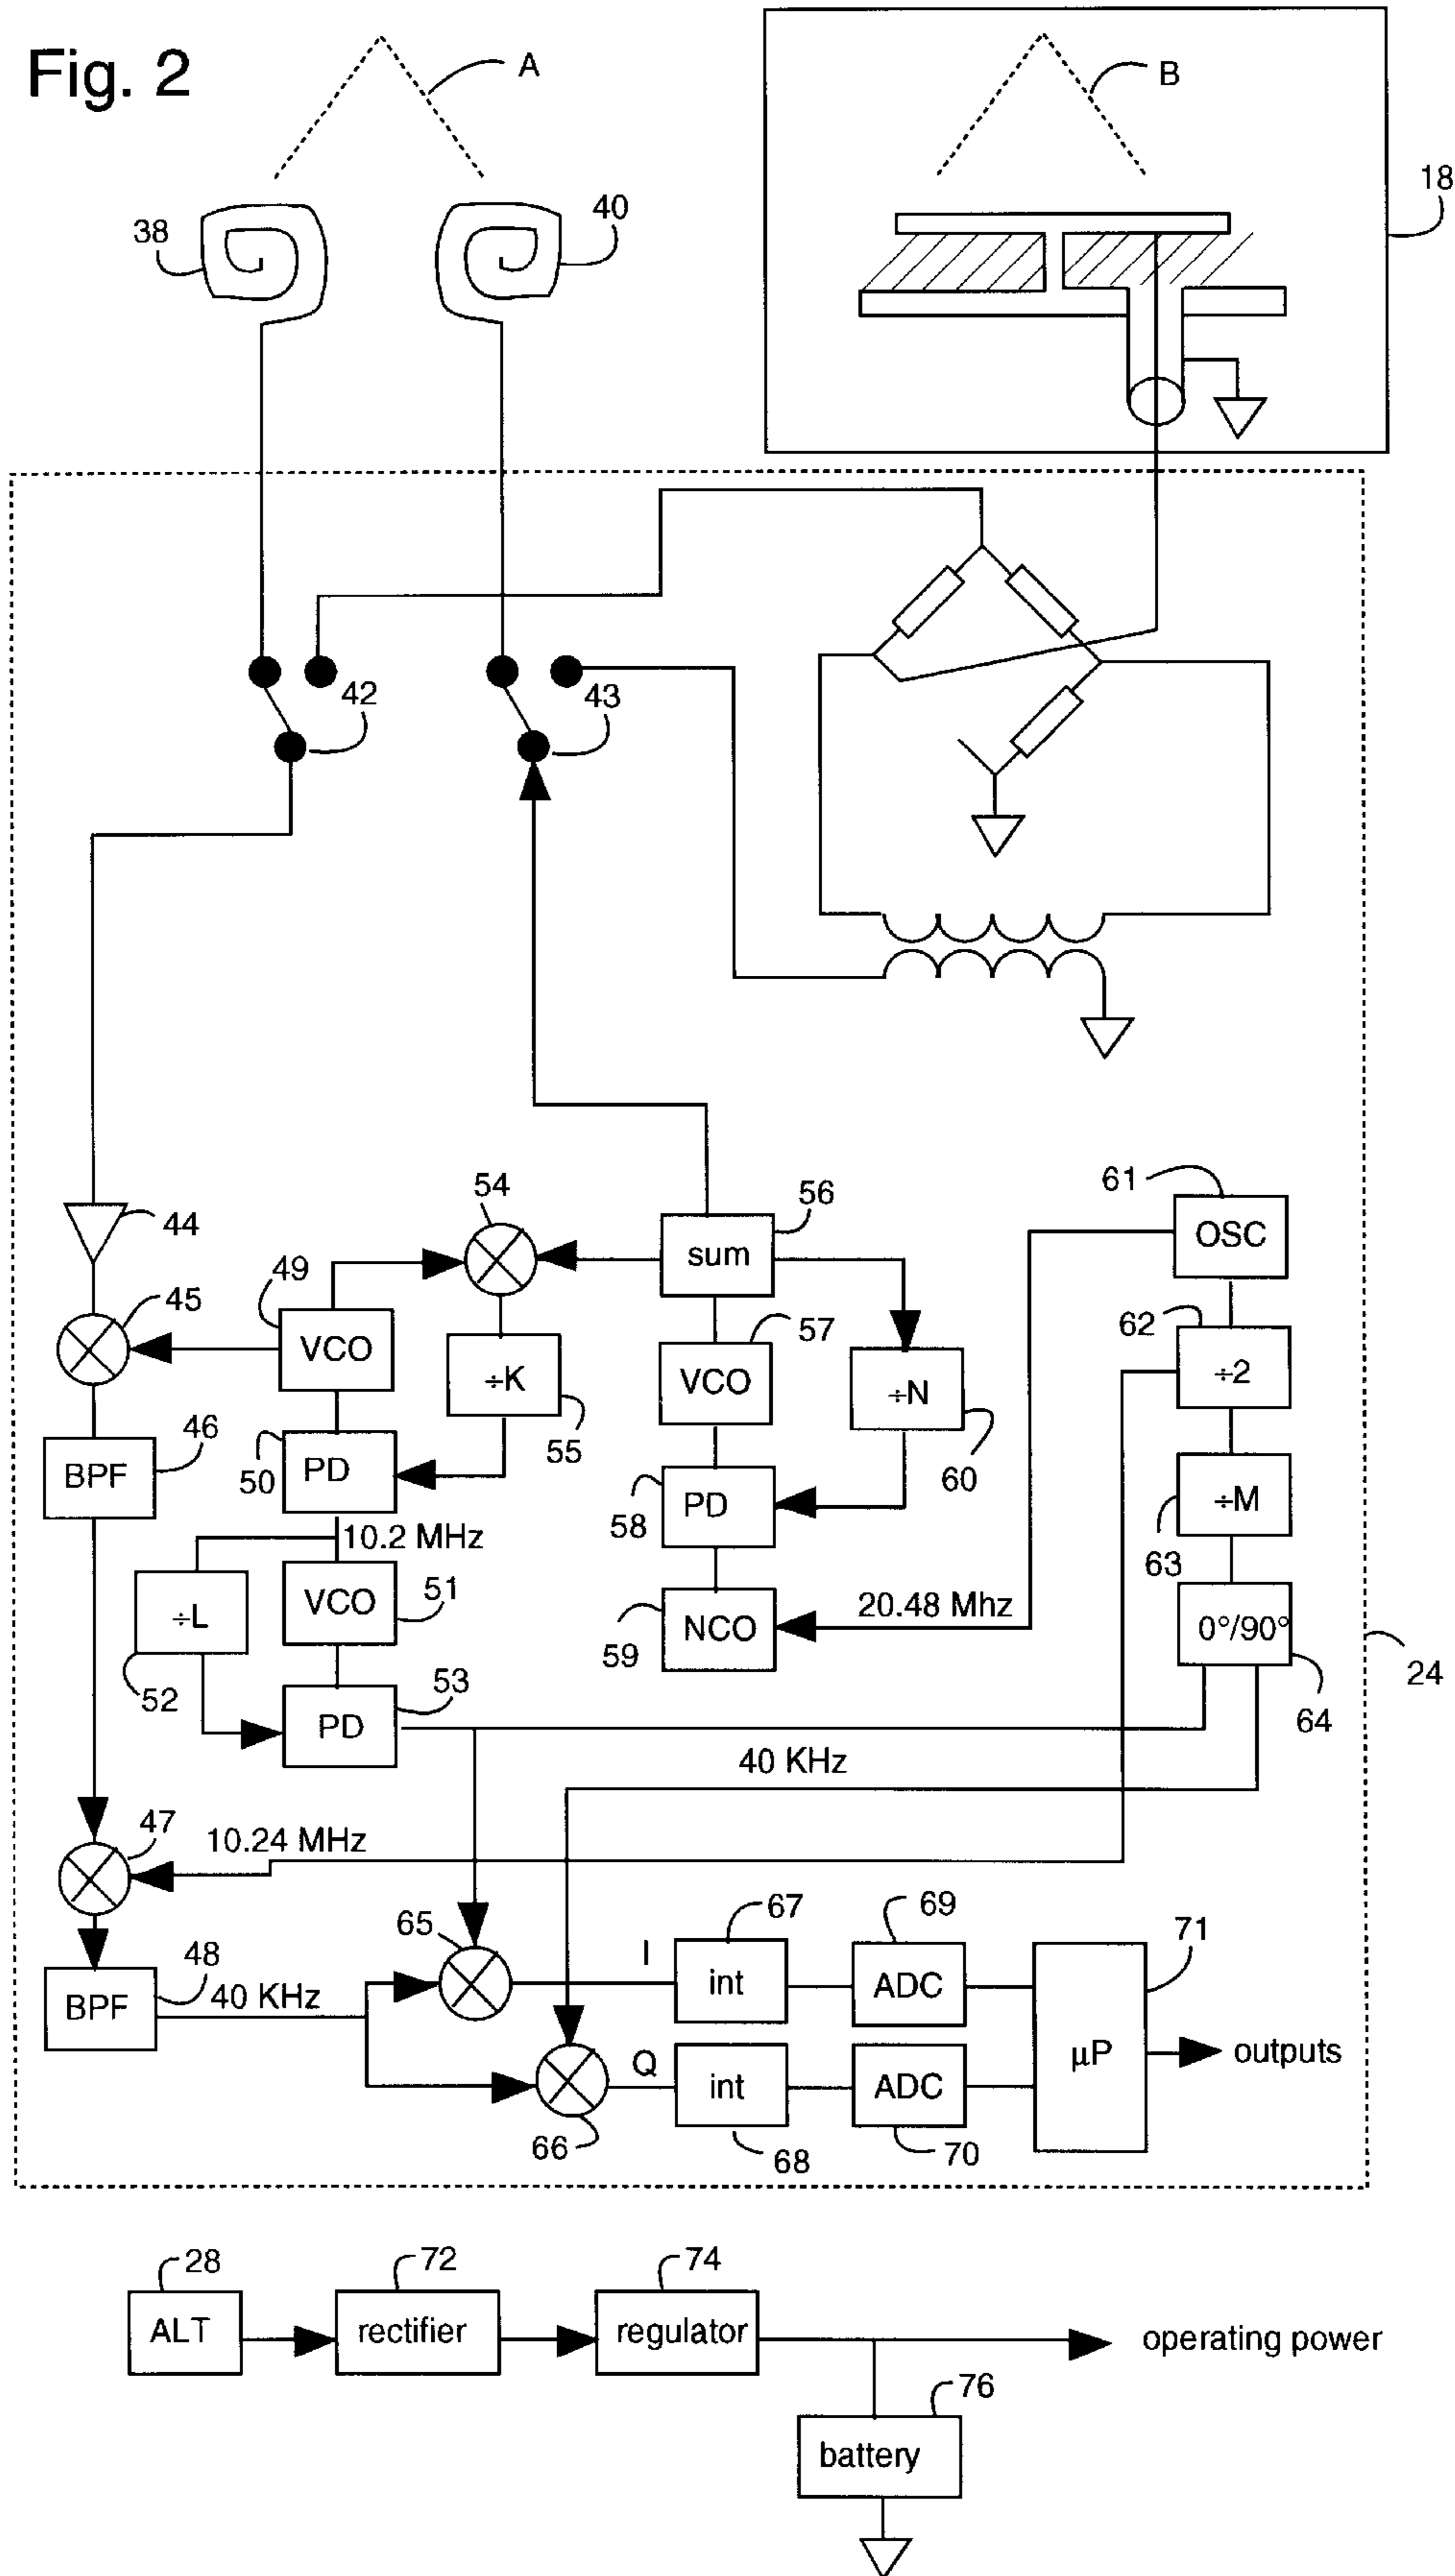 Fig. 2
A
B
18
38
40
42
43
54
56
61
44
sum
OSC
49
57
62
45
VCO
÷K
VCO
÷N
÷2
46
50
PD
55
58
PD
60
÷M
BPF
10.2 MHz
63
÷L
VCO
51
59
NCO
20.48 Mhz
0°/90°
52
53
24
PD
64
40 KHz
47
10.24 MHz
65
67
69
71
48
I
int
ADC
BPF
40 KHz
µP
outputs
Q
int
ADC
66
68
70
28
72
74
ALT
rectifier
regulator
operating power
76
battery